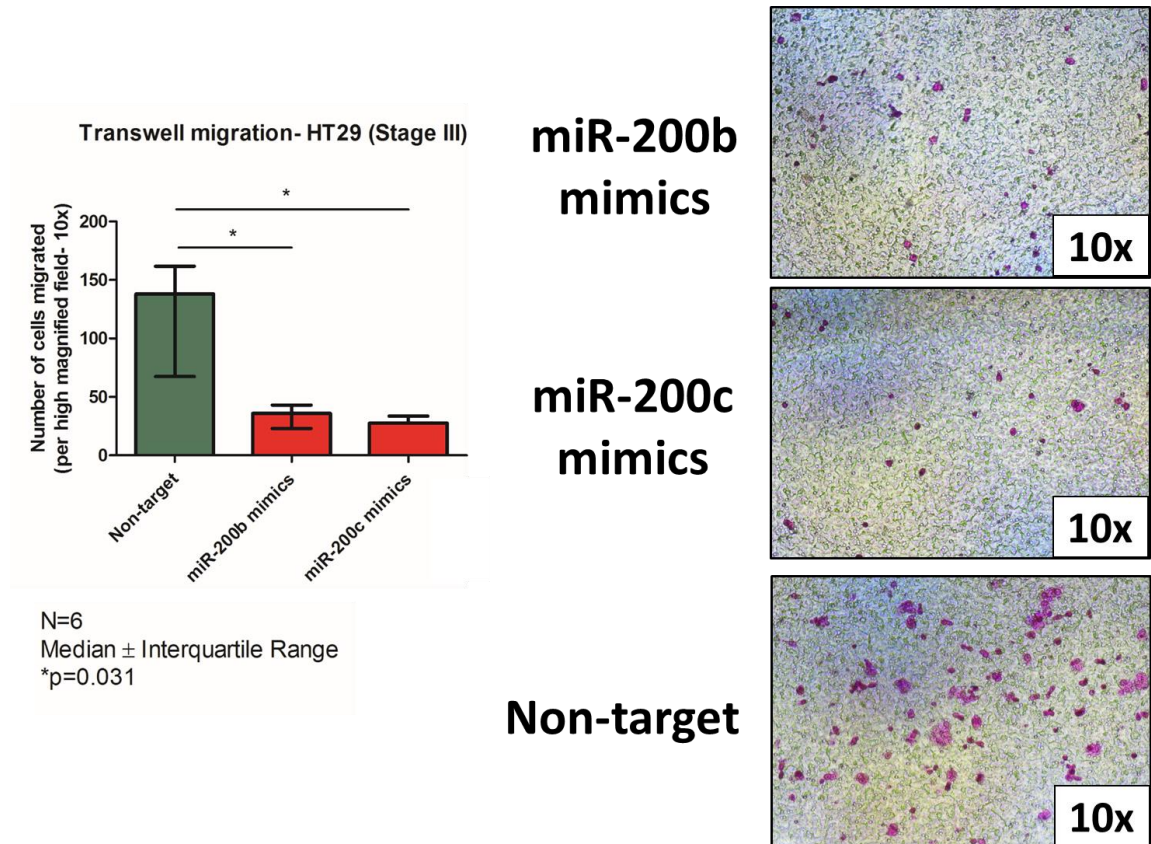 Transwell migration- HT29 (Stage III)
Number of cells migrated
(per high magnified field- 10x)
200
150
100
50
0
*
*
Non-target
miR-200b mimics
miR-200c mimics
N=6
Median ± Interquartile Range
*p=0.031
miR-200b
mimics
10x
miR-200c
mimics
10x
Non-target
10x